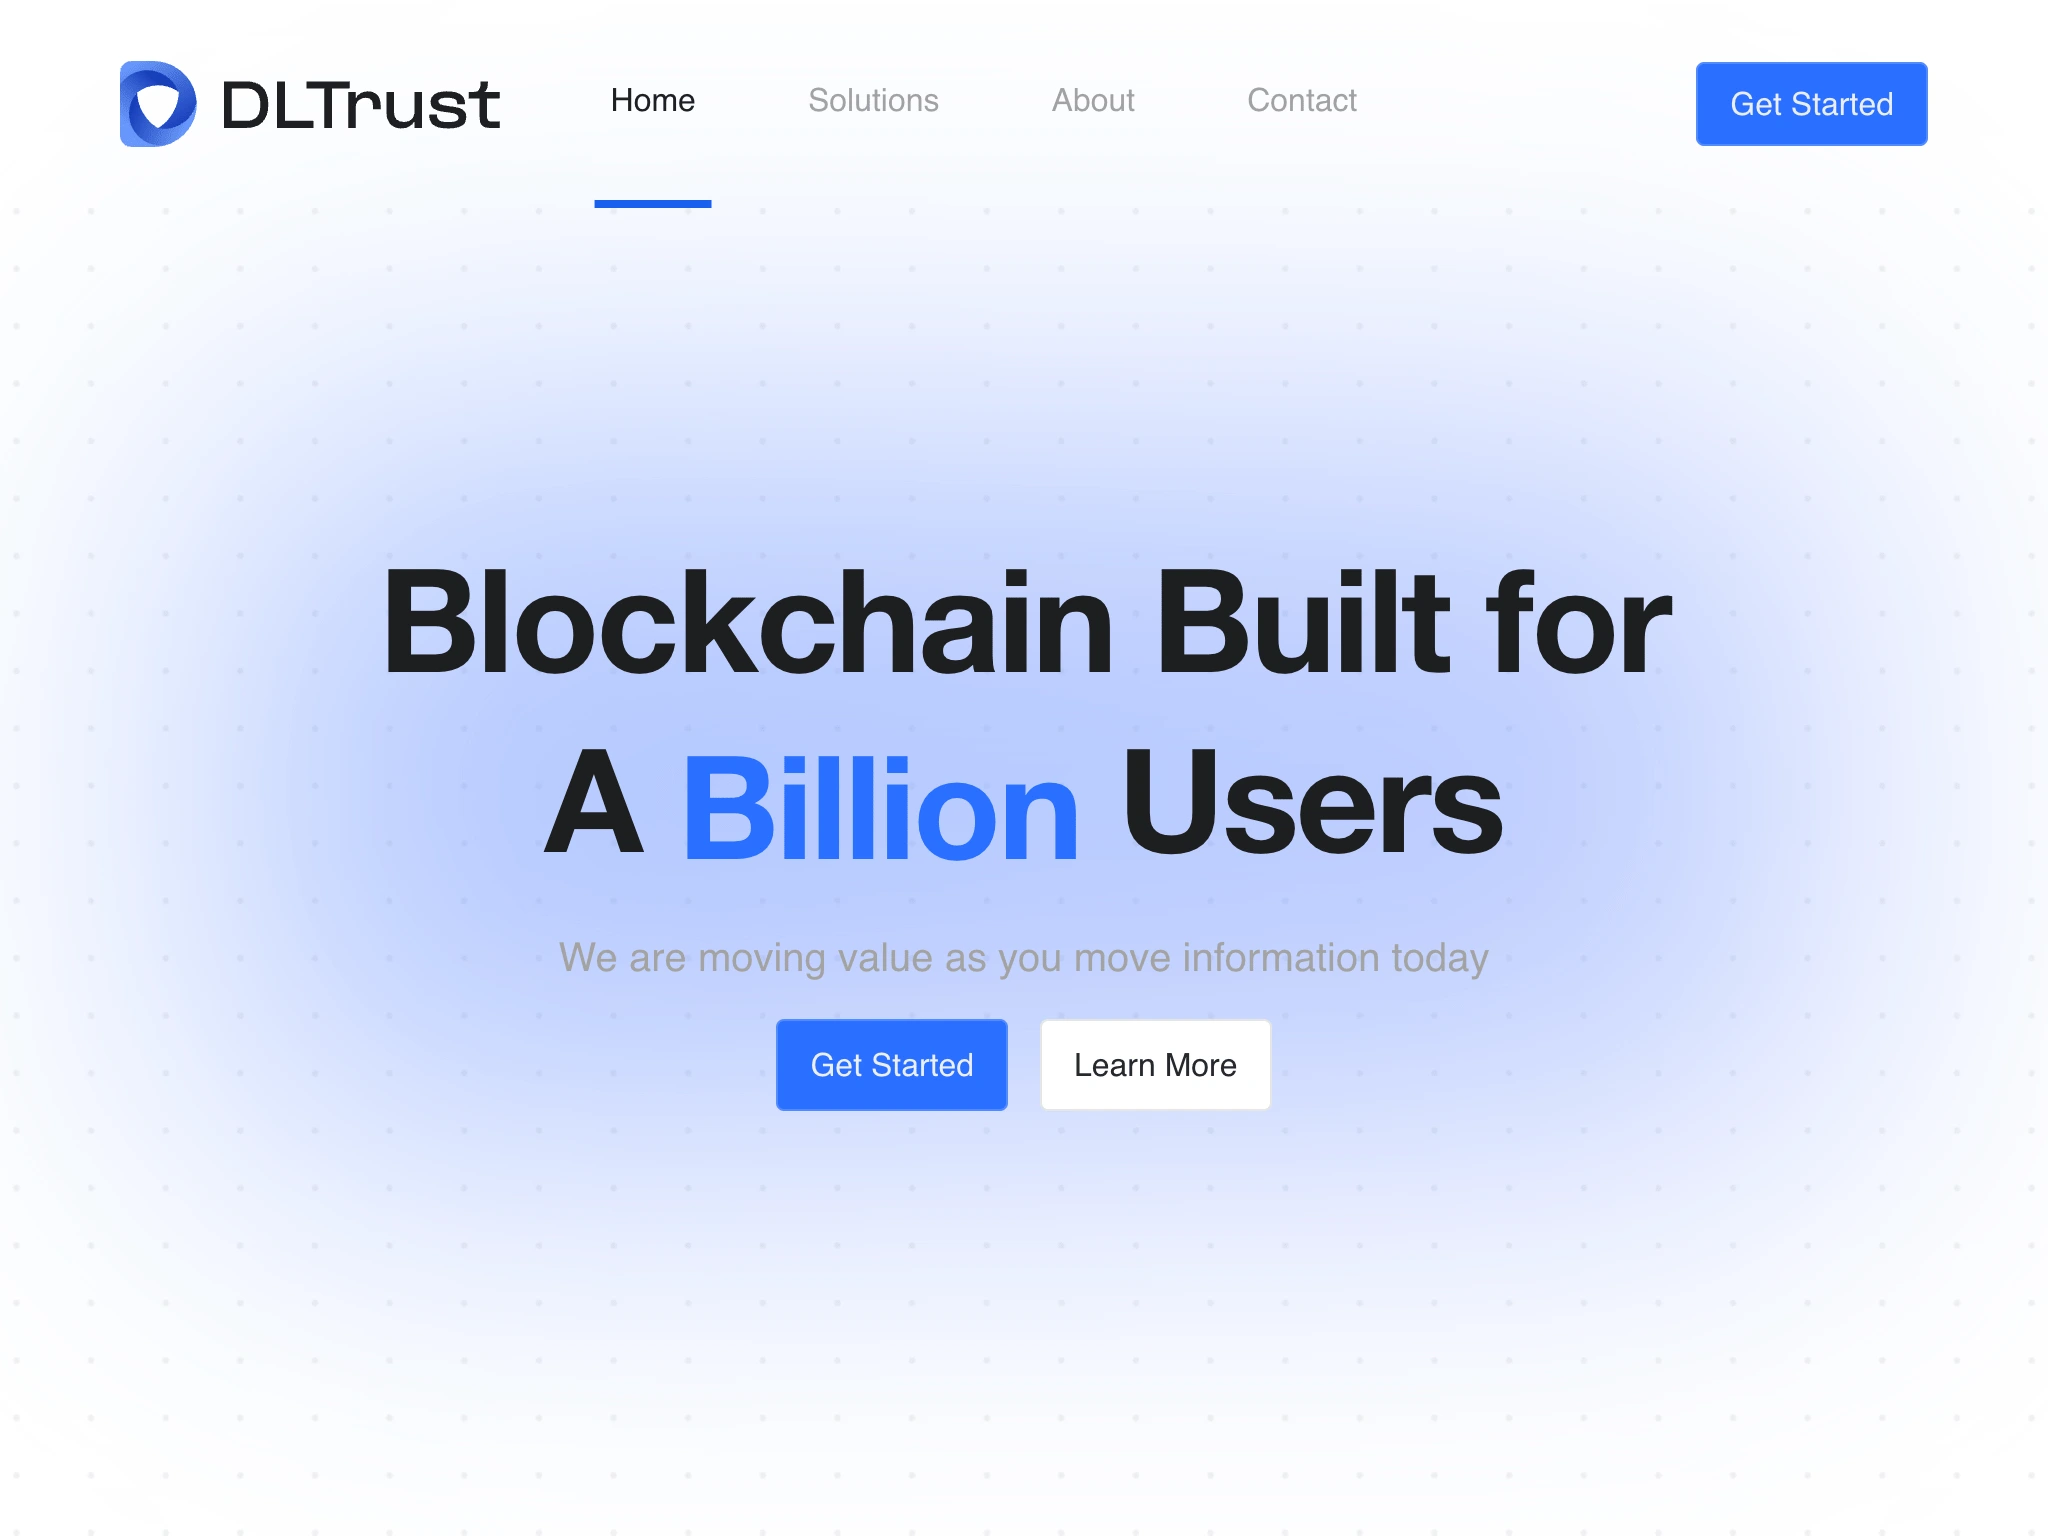 DLTrust
Home
Solutions
About
Contact
Get Started
Blockchain Built for
A Billion Users
We are moving value as you move information today
Get Started
Learn More